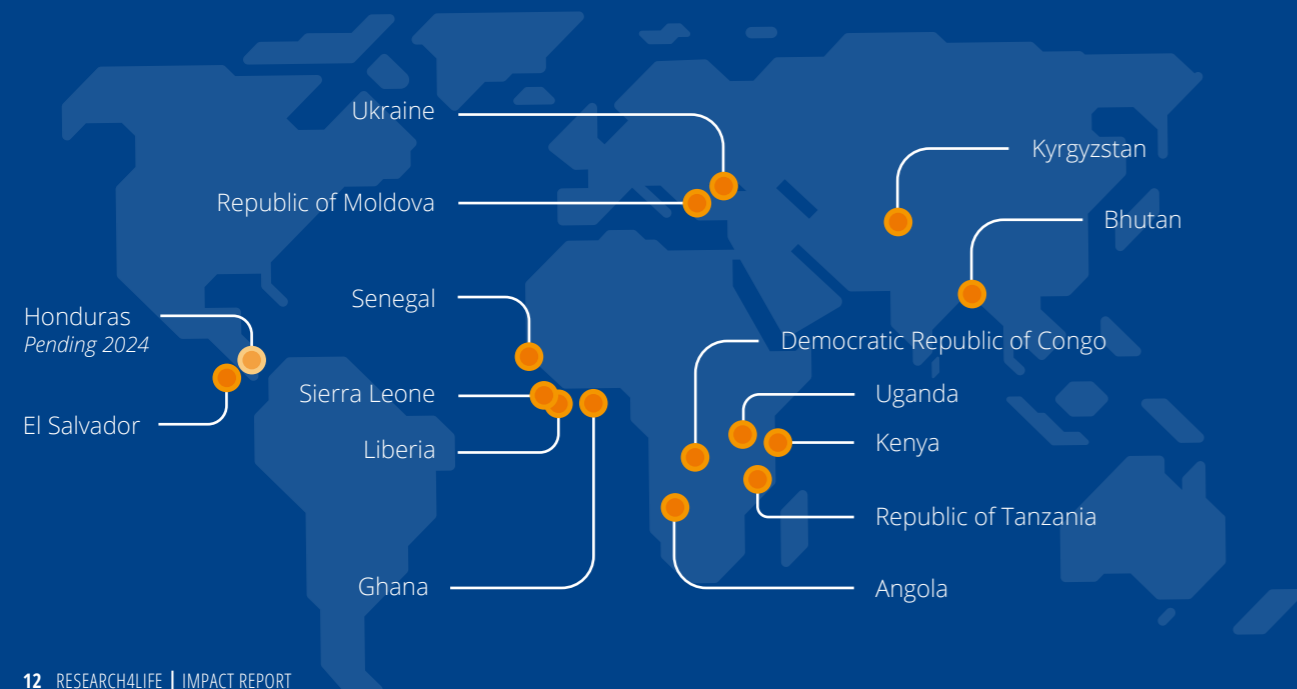 Ukraine
Republic of Moldova
Senegal
Honduras
Pending 2024
Sierra Leone
El Salvador
Liberia
Ghana
Kyrgyzstan
Bhutan
Democratic Republic of Congo
Uganda
Kenya
Republic of Tanzania
Angola
12 RESEARCH4LIFE | IMPACT REPORT